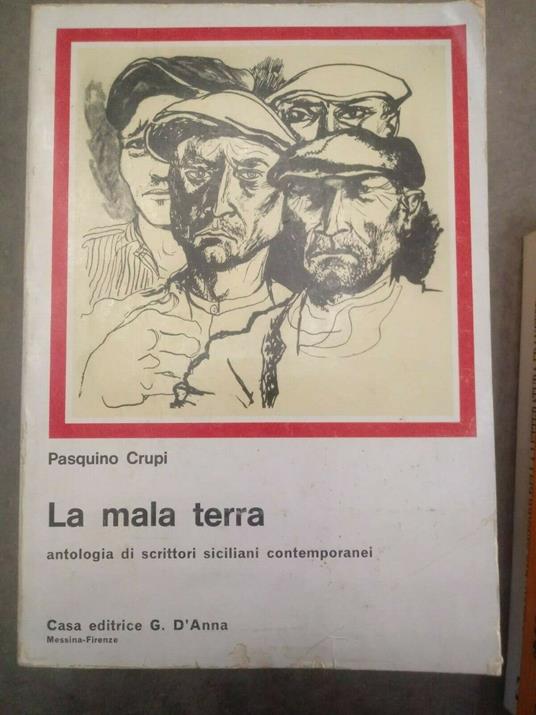 Pasquino Crupi
La mala terra
antologia di scrittori siciliani contemporanei
Casa editrice G. D'Anna
Messina-Firenze